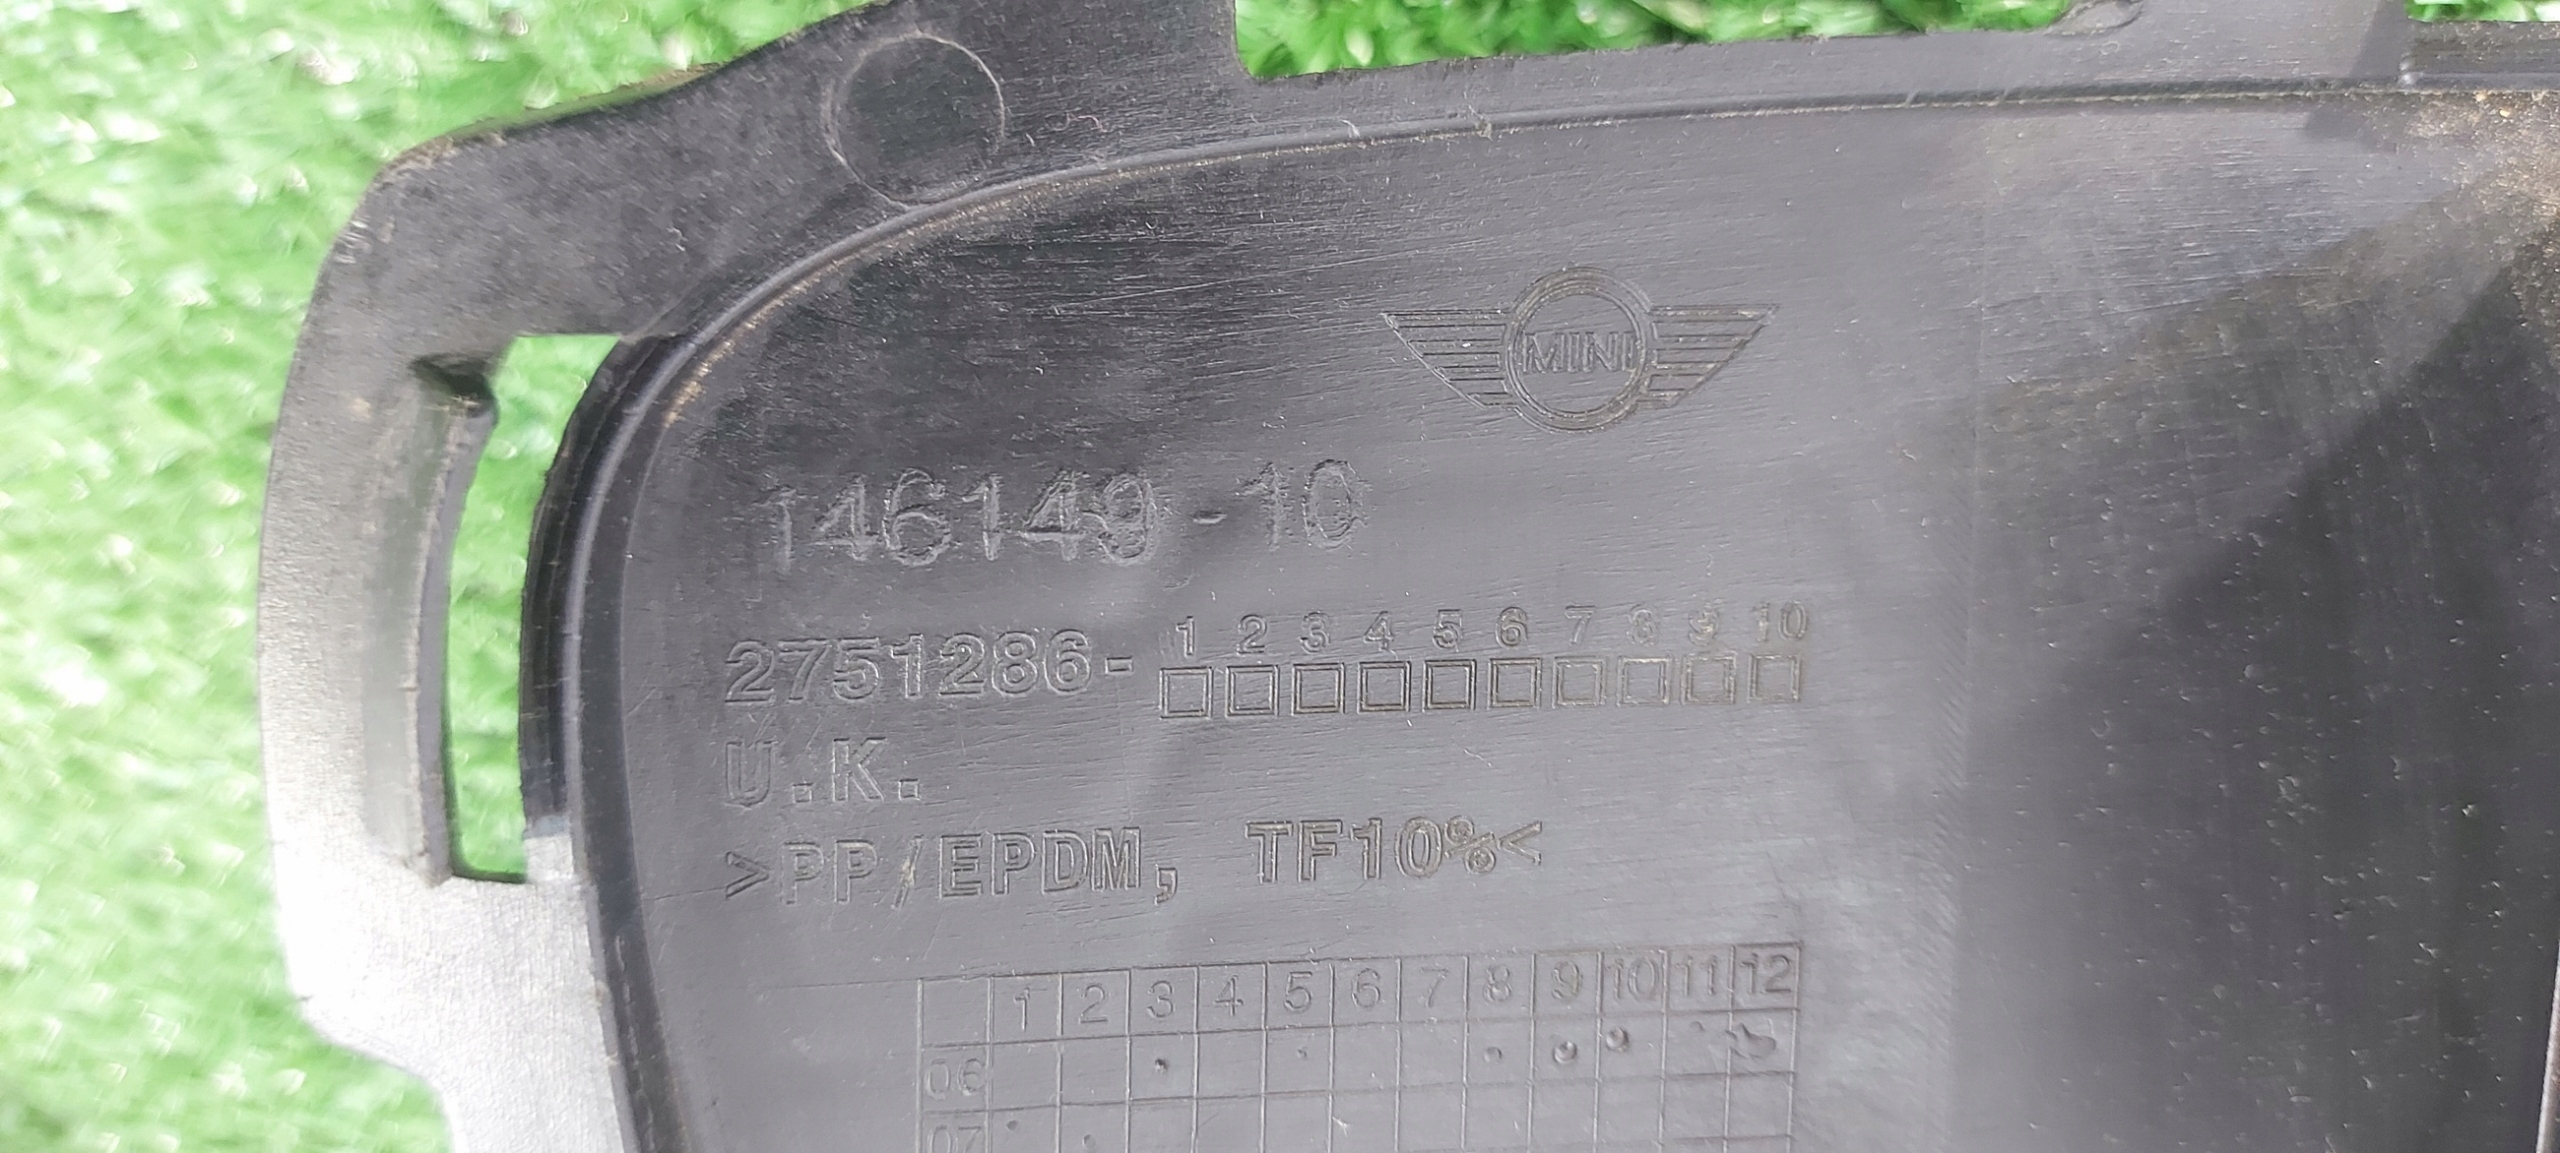 MINI
146149-10
2751286- 1 2 3 4 5 6 7 8 9 10
U.K.
>PP/EPDM, TF10%<
1 2 3 4 5 6 7 8 9 10 11 12
06
07